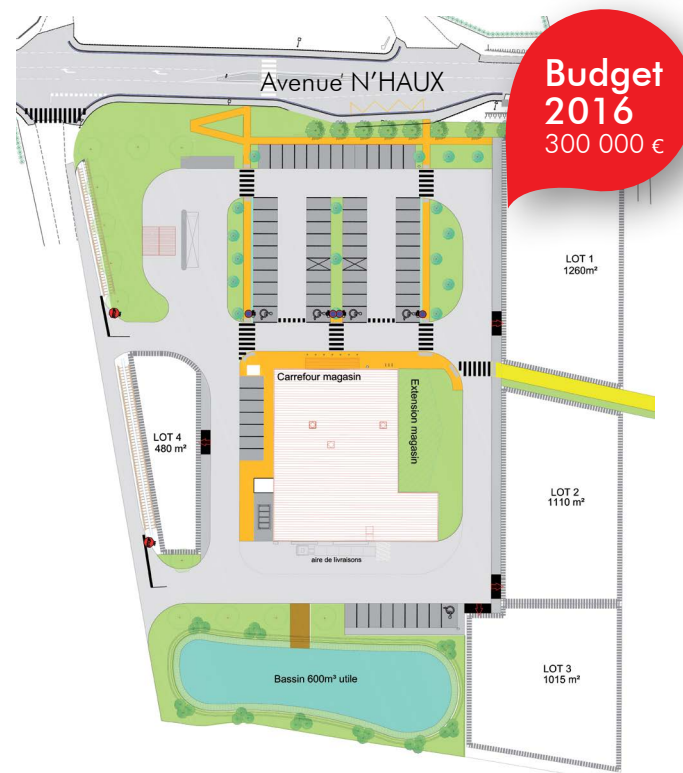 Avenue N'HAUX
Budget
2016
300 000 €
LOT 1
1260m²
Carrefour magasin
Extension magasin
LOT 4
480 m²
LOT 2
1110 m²
aire de livraisons
Bassin 600m³ utile
LOT 3
1015 m²